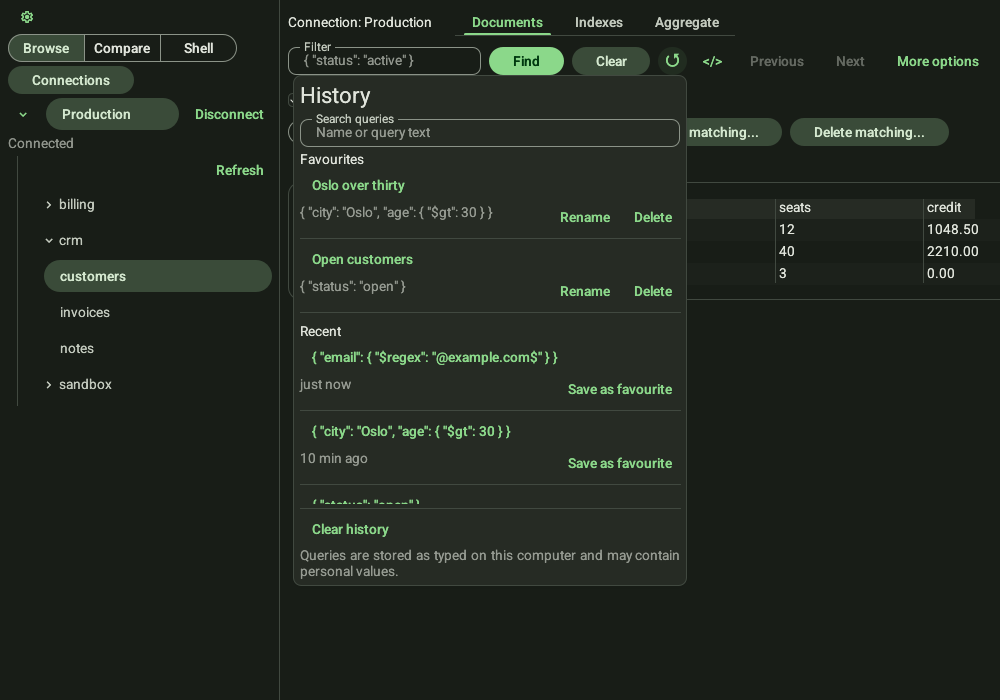 Browse Compare Shell
Connections
Production Disconnect
Connected
Refresh
billing
crm
customers
invoices
notes
sandbox
Connection: Production Documents Indexes Aggregate
Filter
{ "status": "active" } Find Clear </> Previous Next More options
History
Search queries
Name or query text
Favourites
Oslo over thirty
{ "city": "Oslo", "age": { "$gt": 30 } }
Rename Delete
Open customers
{ "status": "open" }
Rename Delete
Recent
{ "email": { "$regex": "@example.com$" } }
just now
Save as favourite
{ "city": "Oslo", "age": { "$gt": 30 } }
10 min ago
Save as favourite
{ "status": "open" }
Clear history
Queries are stored as typed on this computer and may contain
personal values.
matching... Delete matching...
seats credit
12 1048.50
40 2210.00
3 0.00